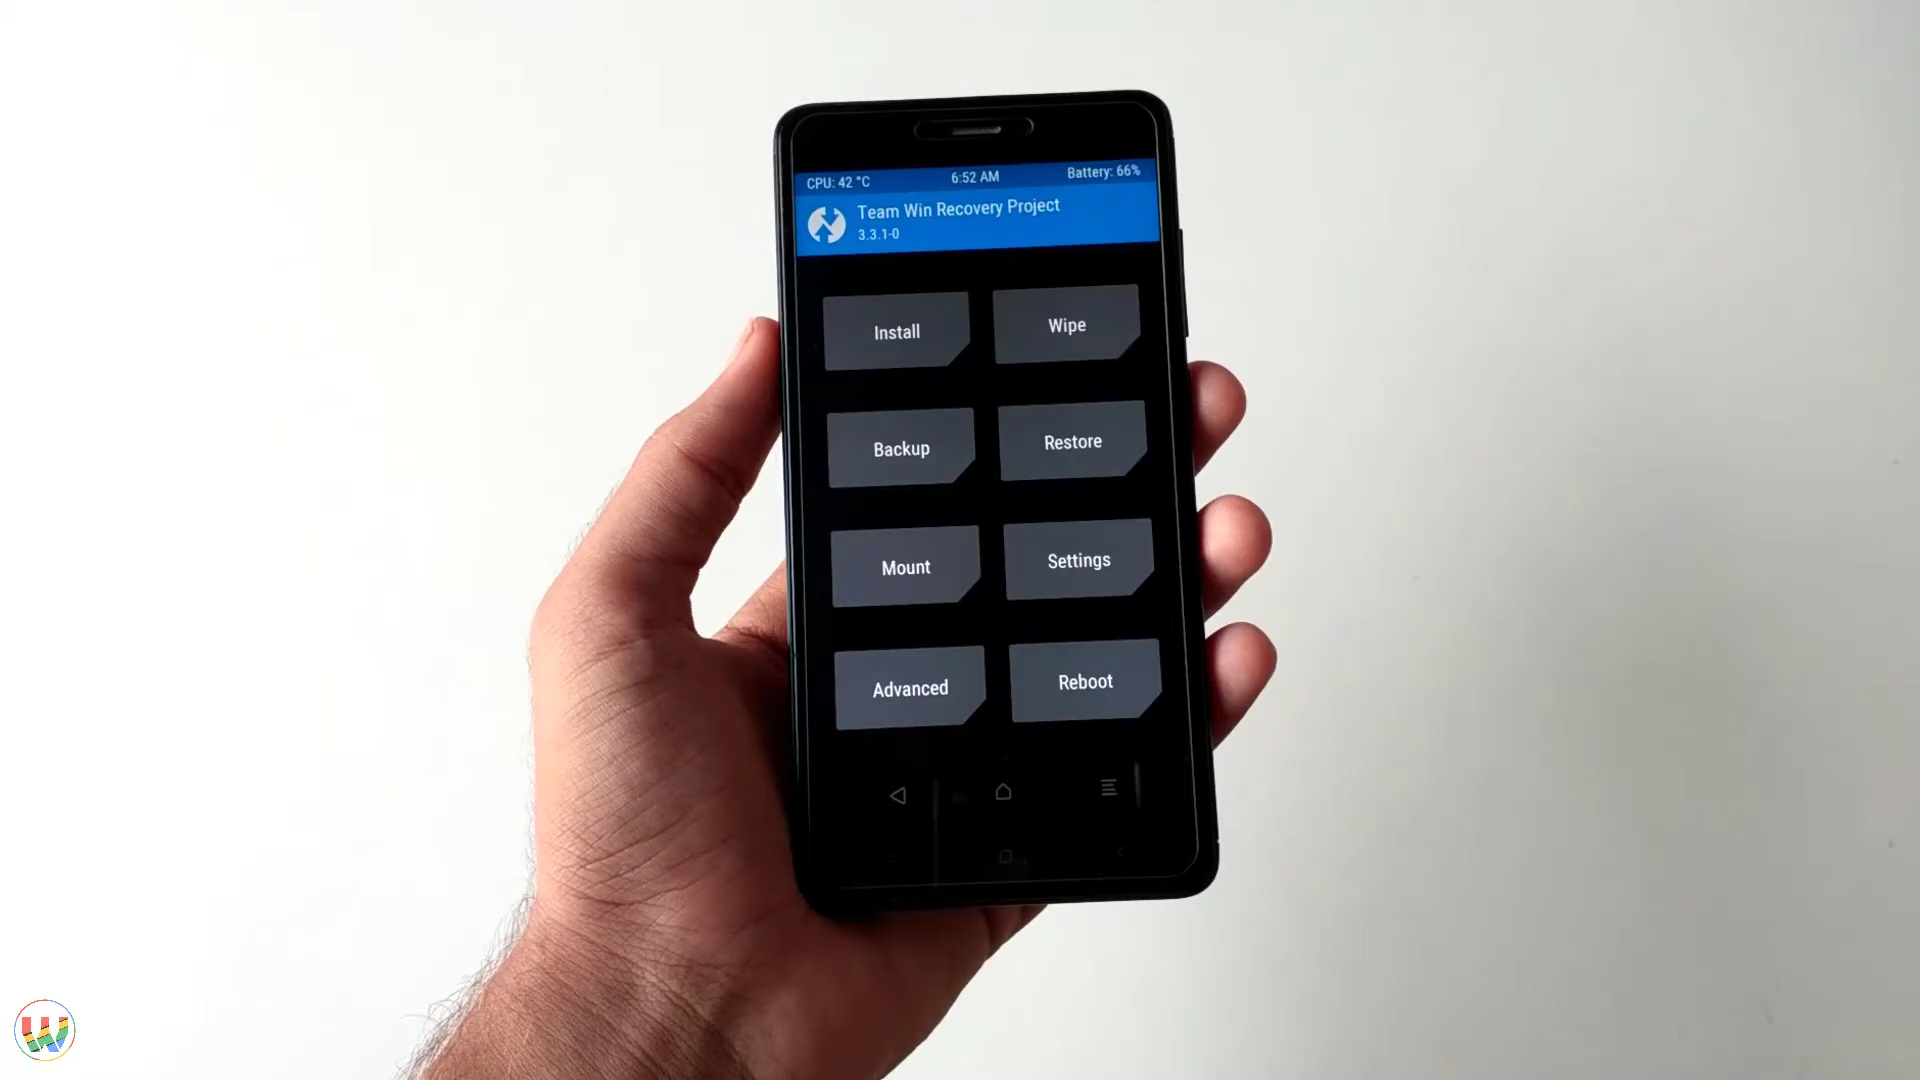 CPU: 42 °C 6:52 AM Battery: 66%
Team Win Recovery Project
3.3.1-0
Install Wipe
Backup Restore
Mount Settings
Advanced Reboot
W